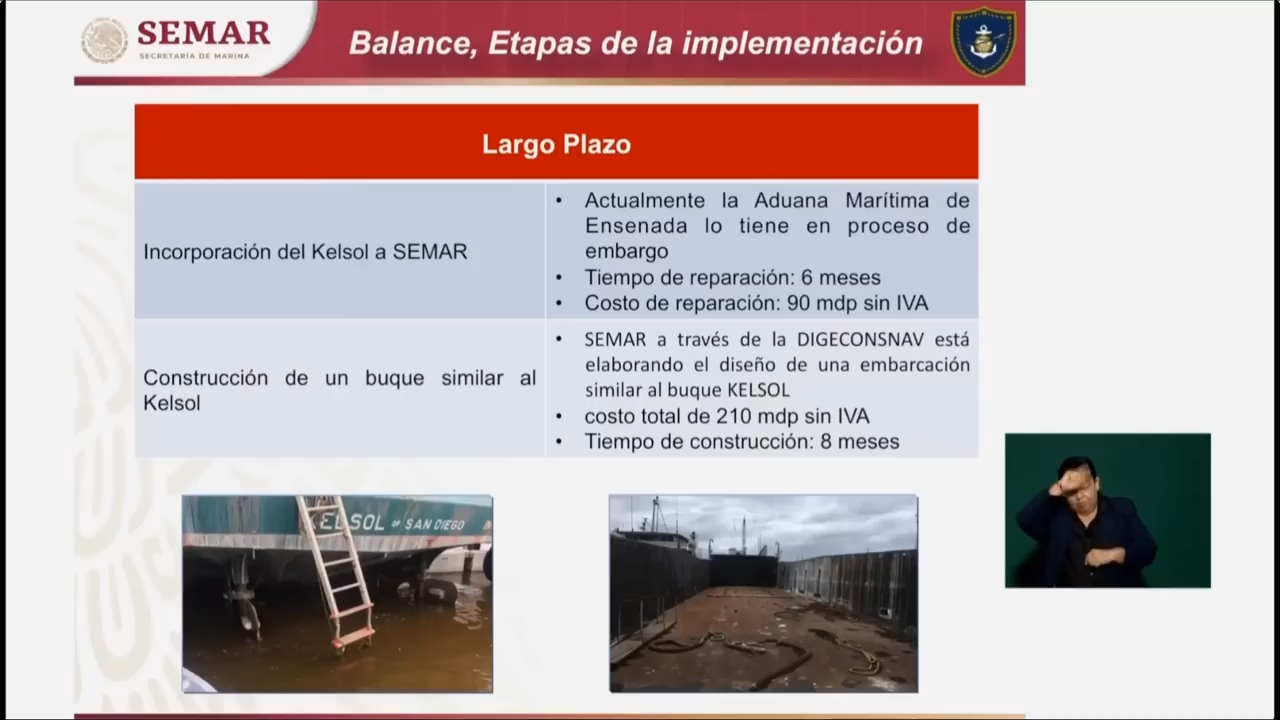 SEMAR
SECRETARÍA DE MARINA
Balance, Etapas de la implementación
Largo Plazo
Incorporación del Kelsol a SEMAR
• Actualmente la Aduana Marítima de
Ensenada lo tiene en proceso de
embargo
• Tiempo de reparación: 6 meses
• Costo de reparación: 90 mdp sin IVA
Construcción de un buque similar al
Kelsol
• SEMAR a través de la DIGECONSNAV está
elaborando el diseño de una embarcación
similar al buque KELSOL
• costo total de 210 mdp sin IVA
• Tiempo de construcción: 8 meses
KELSOL OF SAN DIEGO